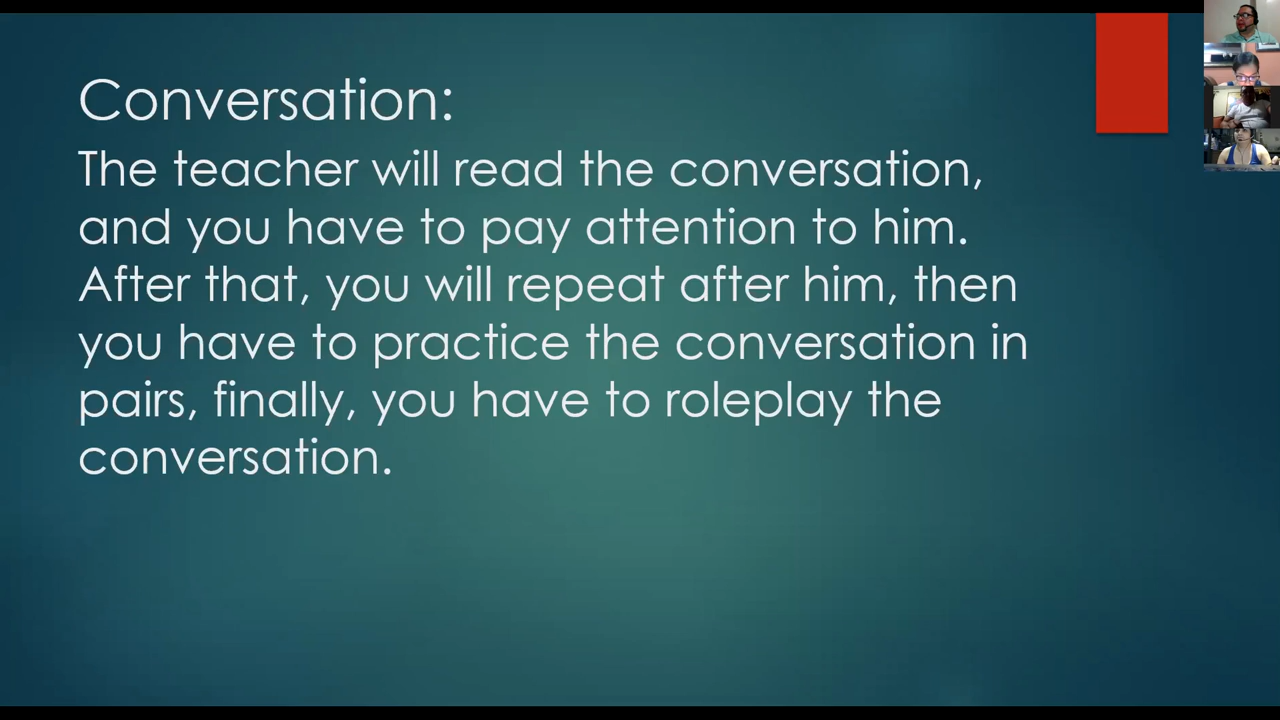 Conversation:
The teacher will read the conversation,
and you have to pay attention to him.
After that, you will repeat after him, then
you have to practice the conversation in
pairs, finally, you have to roleplay the
conversation.